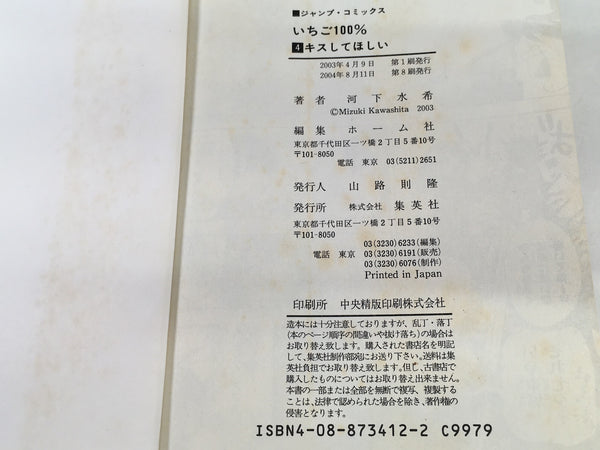 ■ジャンプ・コミックス
いちご100%
4 キスしてほしい
2003年4月9日 第1刷発行
2004年8月11日 第8刷発行
著者 河下水希
©Mizuki Kawashita 2003
編集 ホーム社
東京都千代田区一ツ橋2丁目5番10号
〒101-8050
電話 東京 03(5211)2651
発行人 山路則隆
発行所 株式会社 集英社
東京都千代田区一ツ橋2丁目5番10号
〒101-8050
03(3230)6233(編集)
電話 東京 03(3230)6191(販売)
03(3230)6076(制作)
Printed in Japan
印刷所 中央精版印刷株式会社
造本には十分注意しておりますが、乱丁・落丁
(本のページ順序の間違いや抜け落ち)の場合は
お取り替え致します。購入された書店名を明記
して、集英社制作部宛にお送り下さい。送料は集
英社負担でお取り替え致します。但し、古書店で
購入したものについてはお取り替え出来ません。
本書の一部または全部を無断で複写、複製する
ことは、法律で認められた場合を除き、著作権の
侵害となります。
ISBN4-08-873412-2 C9979